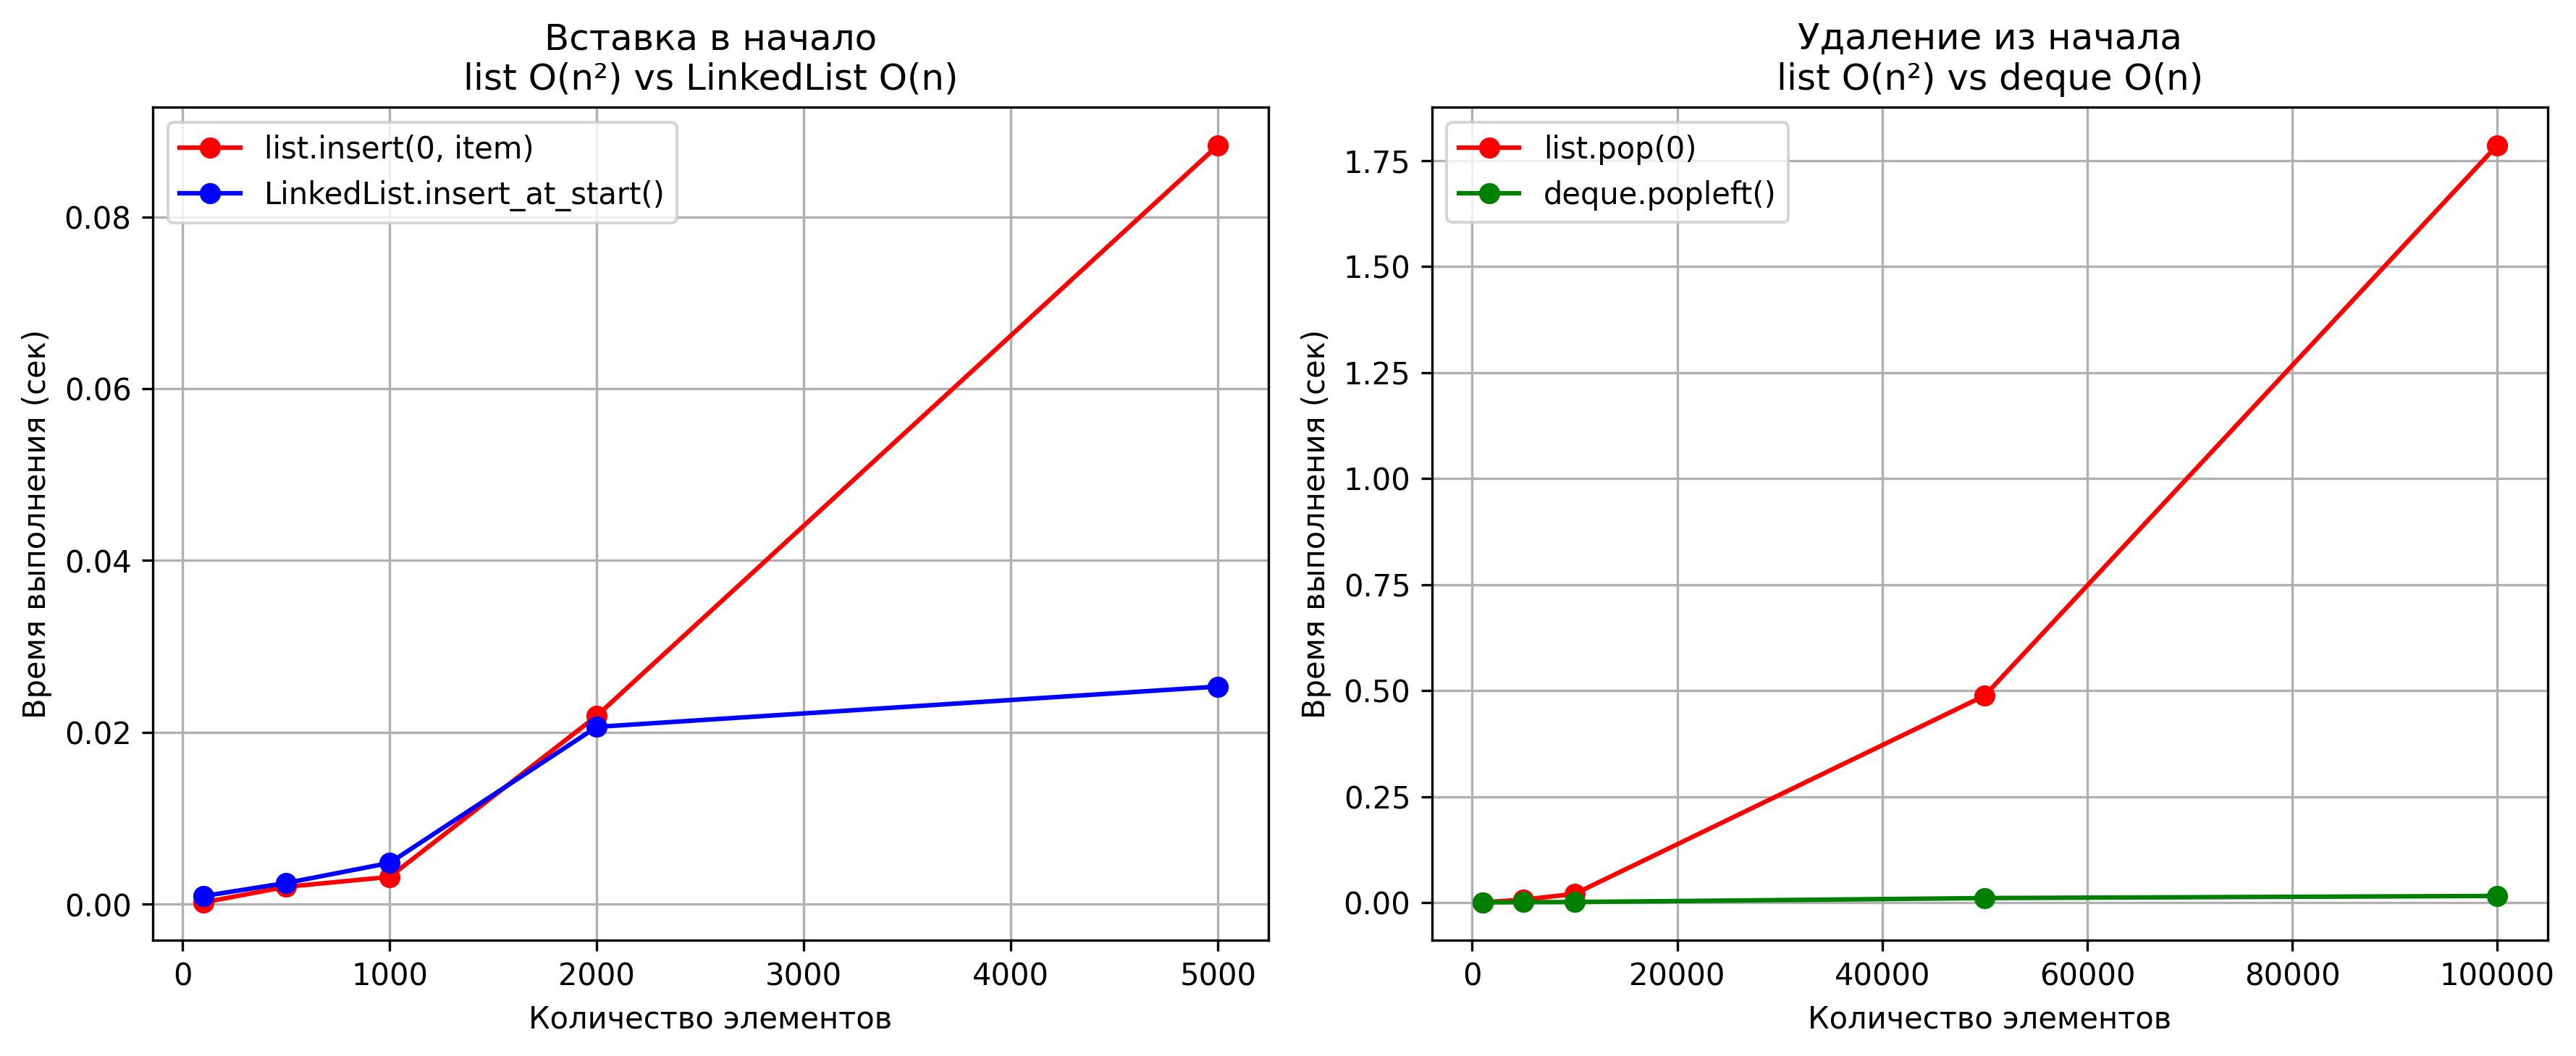 Вставка в начало
list O(n²) vs LinkedList O(n)
list.insert(0, item)
LinkedList.insert_at_start()
Время выполнения (сек)
0.08
0.06
0.04
0.02
0.00
0 1000 2000 3000 4000 5000
Количество элементов
Удаление из начала
list O(n²) vs deque O(n)
list.pop(0)
deque.popleft()
Время выполнения (сек)
1.75
1.50
1.25
1.00
0.75
0.50
0.25
0.00
0 20000 40000 60000 80000 100000
Количество элементов